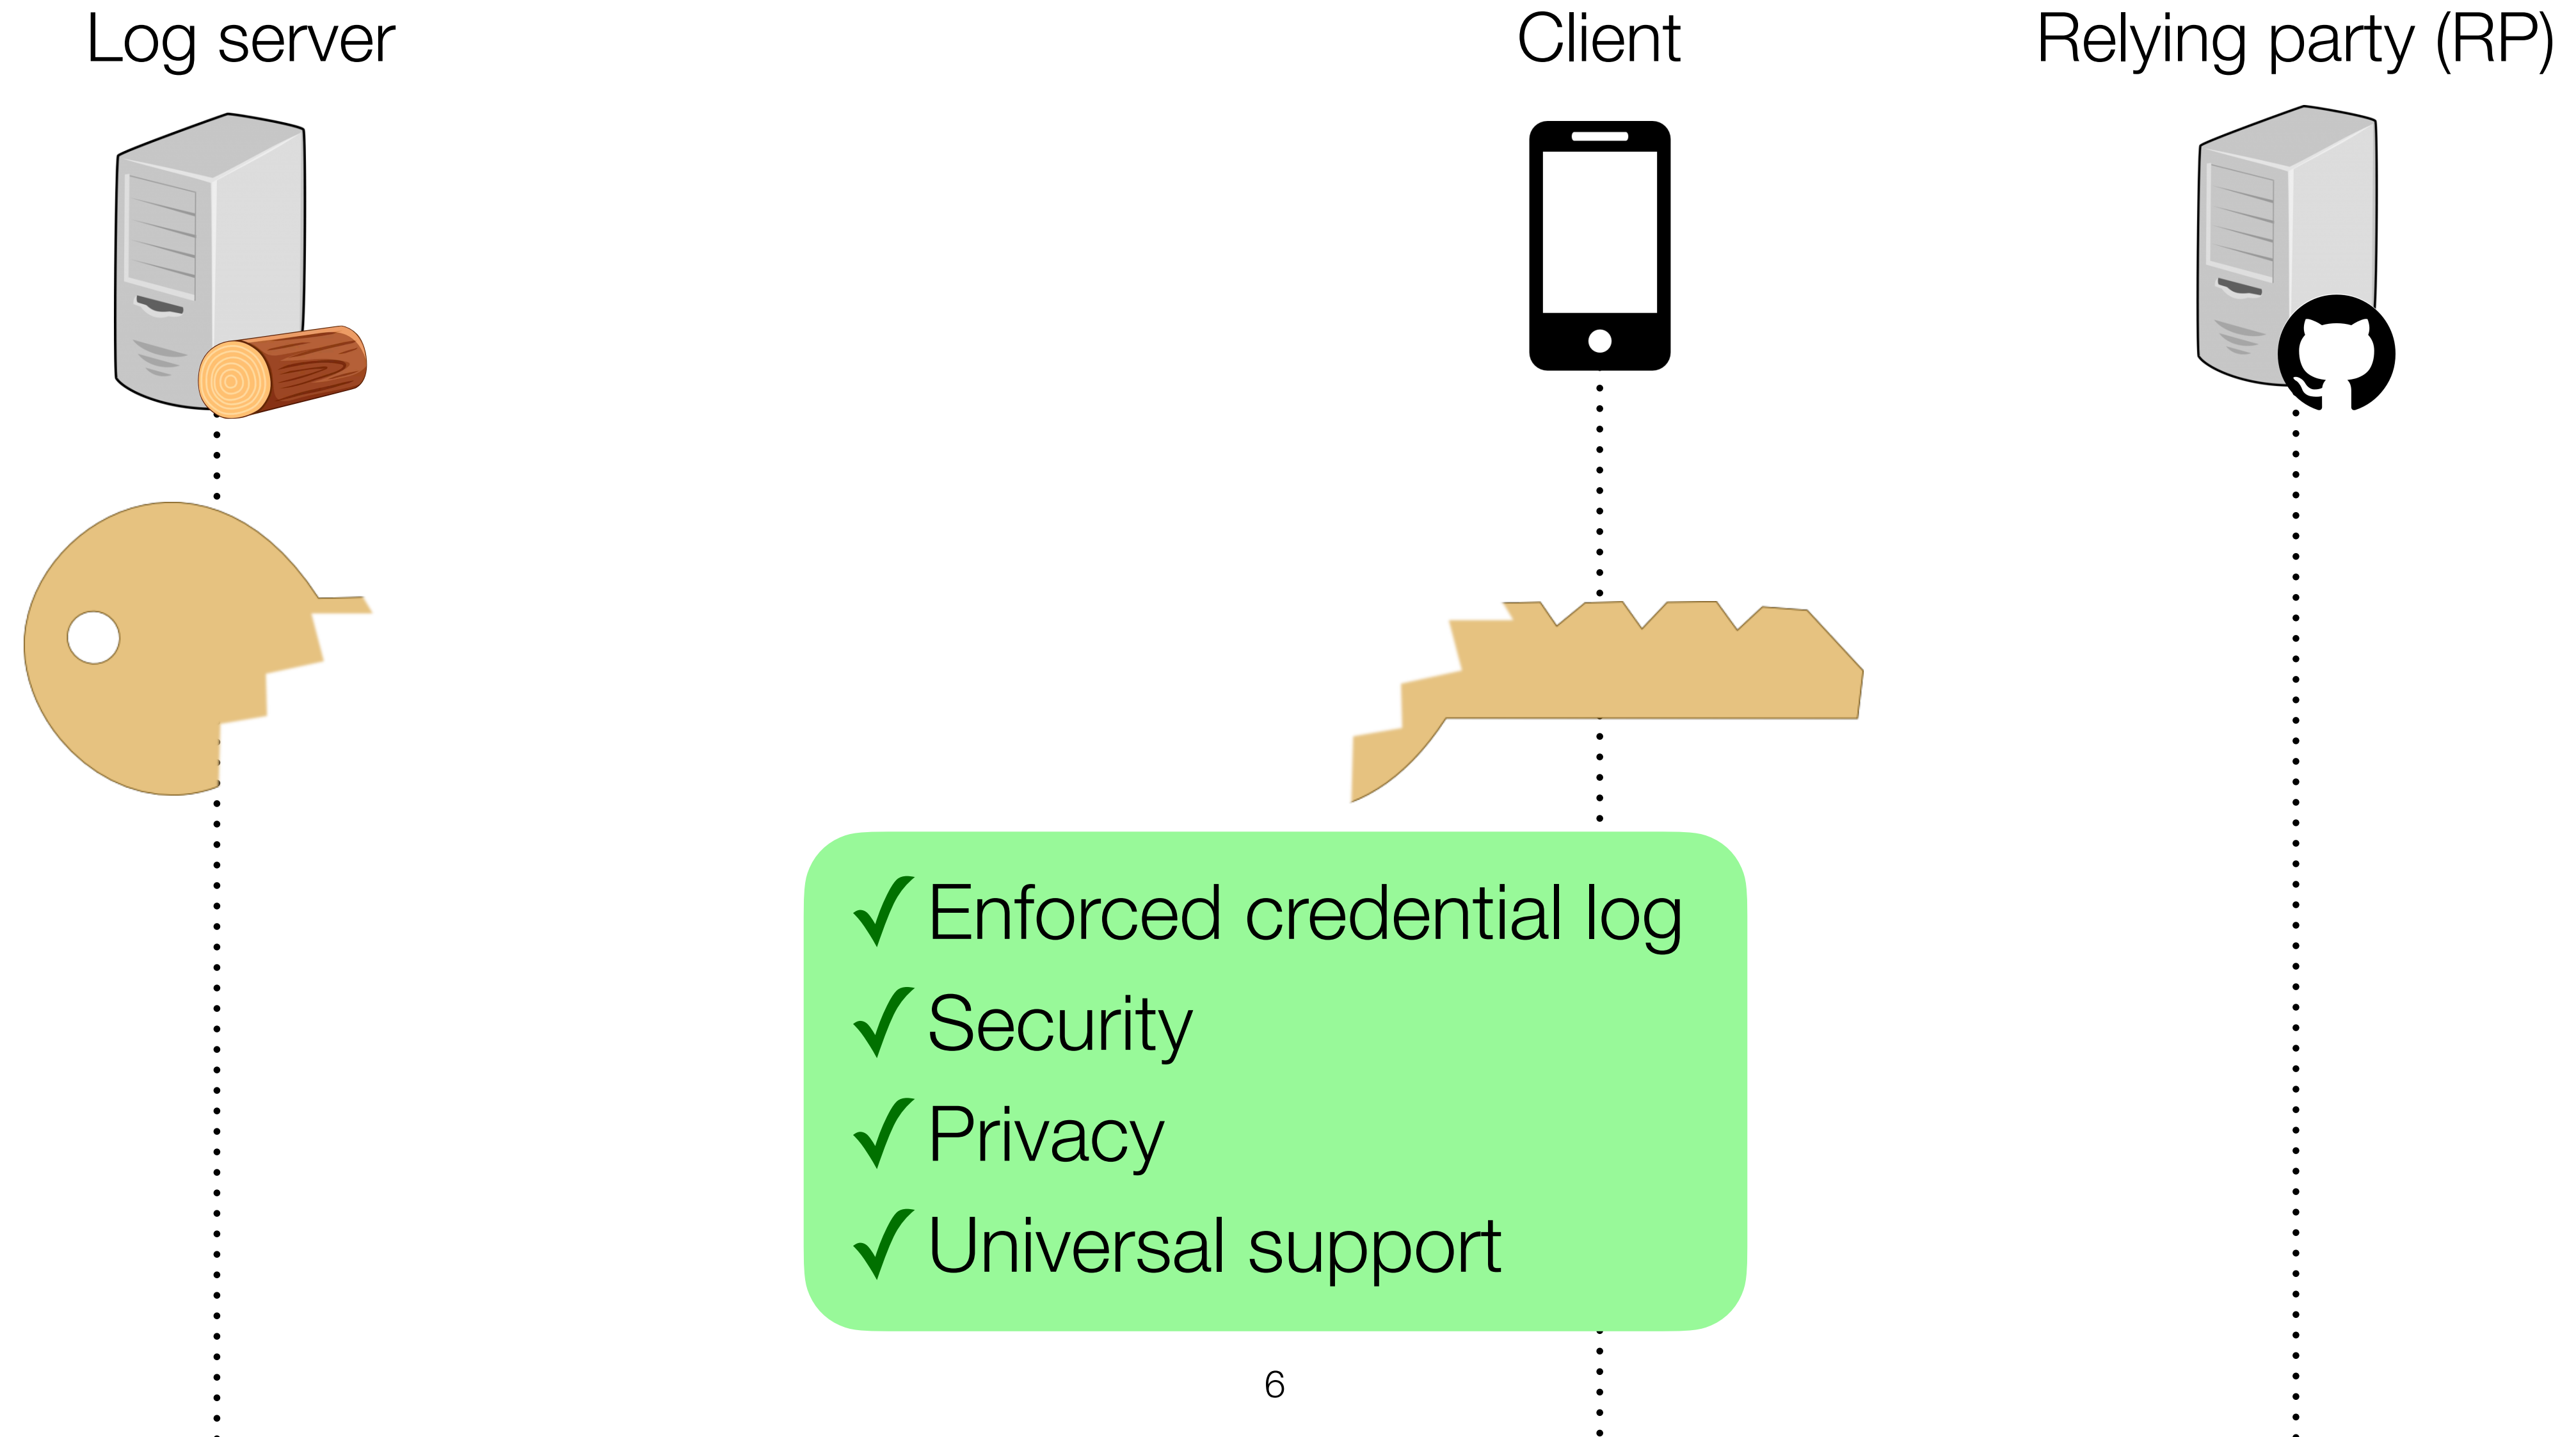 Log server
Client
Relying party (RP)
✓ Enforced credential log
✓ Security
✓ Privacy
✓ Universal support
6